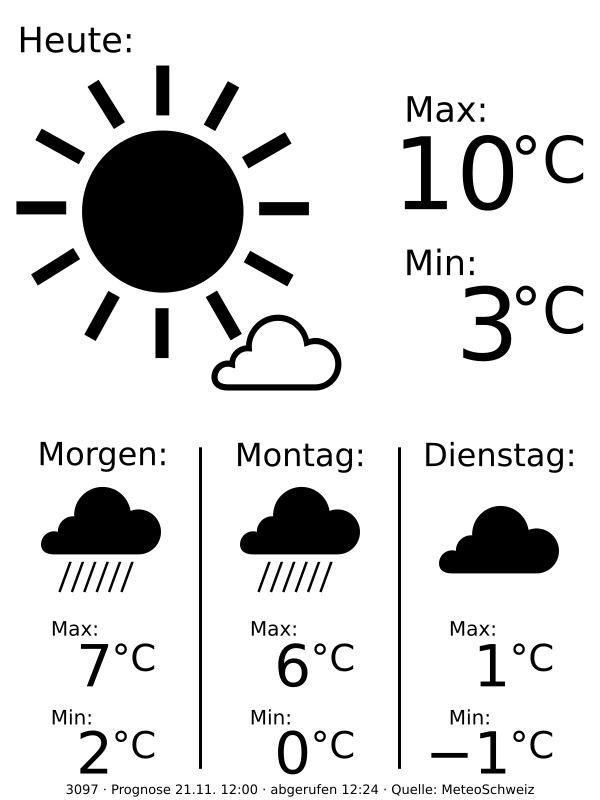 Heute:
Max:
10°C
Min:
3°C
Morgen:
Max:
7°C
Min:
2°C
Montag:
Max:
6°C
Min:
0°C
Dienstag:
Max:
1°C
Min:
−1°C
3097 · Prognose 21.11. 12:00 · abgerufen 12:24 · Quelle: MeteoSchweiz